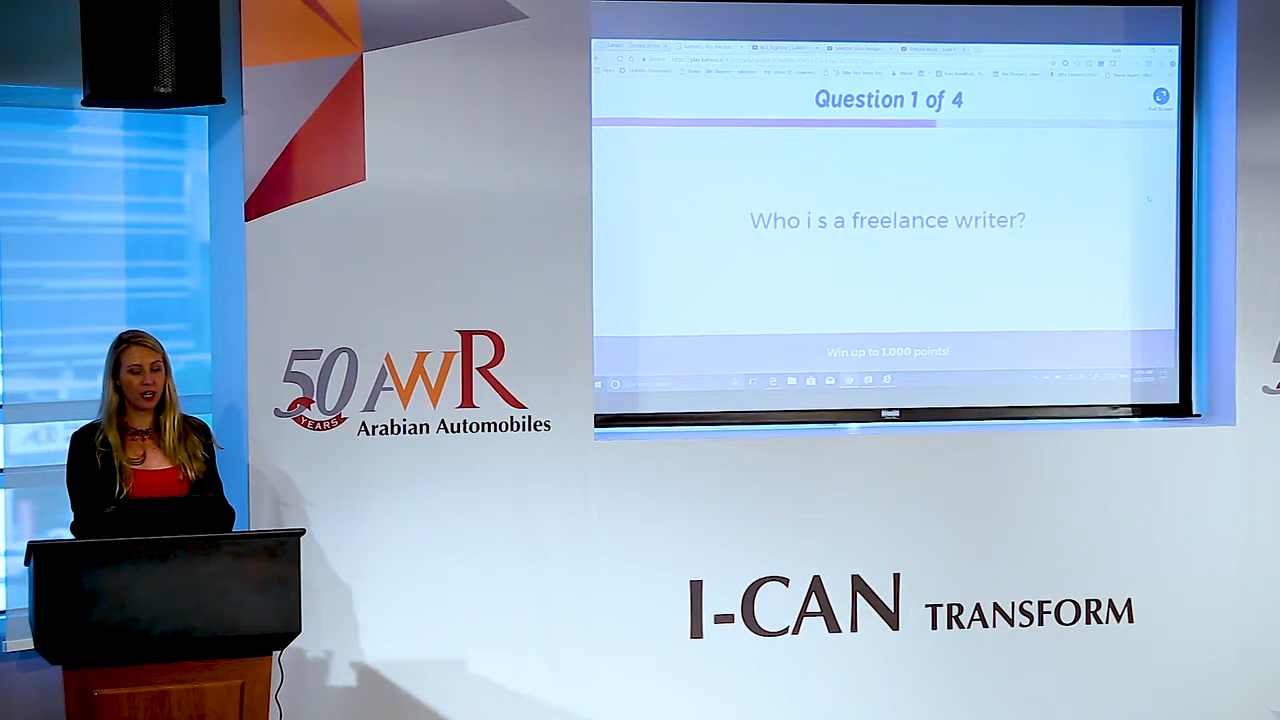 Question 1 of 4
Who i s a freelance writer?
Win up to 1,000 points!
50 AWR
YEARS
Arabian Automobiles
I-CAN TRANSFORM